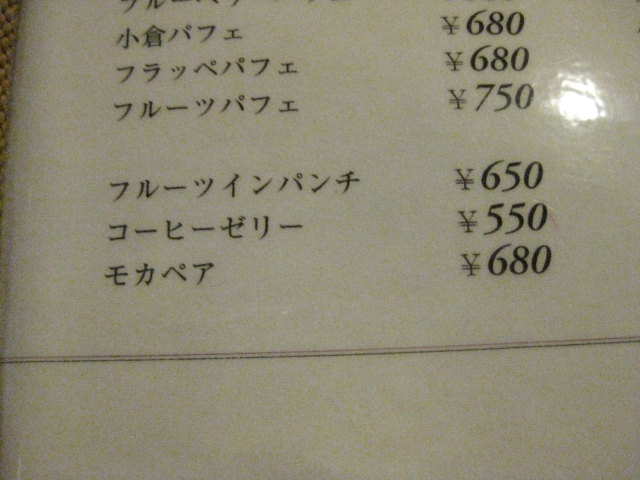 小倉パフェ ￥680
フラッペパフェ ￥680
フルーツパフェ ￥750
フルーツインパンチ ￥650
コーヒーゼリー ￥550
モカペア ￥680